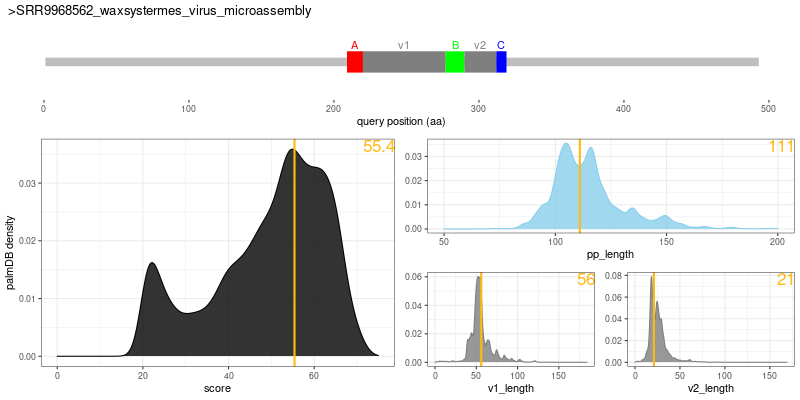 >SRR9968562_waxsystermes_virus_microassembly
A v1 B v2 C
0 100 200 300 400 500
query position (aa)
55.4
0.03
0.02
0.01
0.00
palmDB density
0 20 40 60
score
111
0.03
0.02
0.01
0.00
50 100 150 200
pp_length
56
0.06
0.04
0.02
0.00
0 50 100 150
v1_length
21
0.08
0.06
0.04
0.02
0.00
0 50 100 150
v2_length